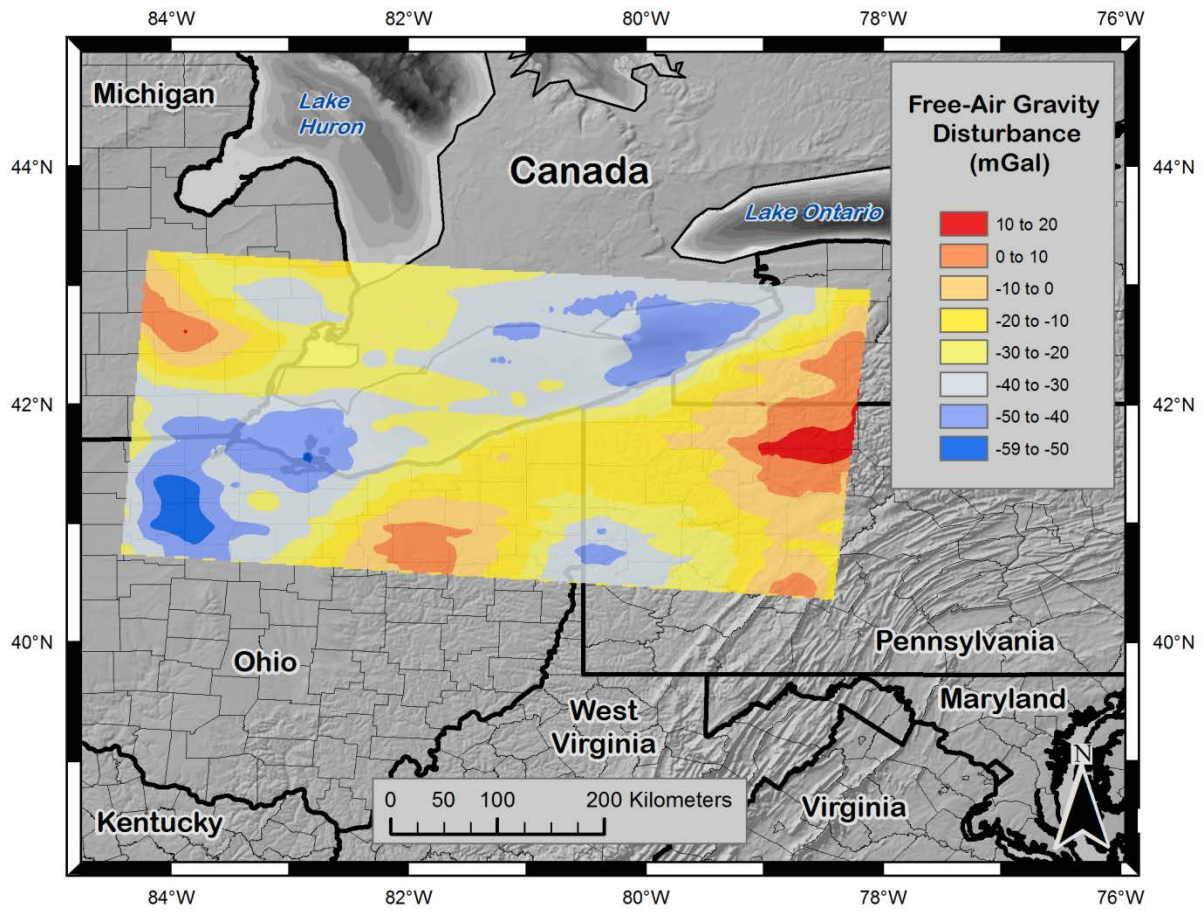 84°W 82°W 80°W 78°W 76°W
Michigan
Lake
Huron
Canada
Lake Ontario
Free-Air Gravity
Disturbance
(mGal)
10 to 20
0 to 10
-10 to 0
-20 to -10
-30 to -20
-40 to -30
-50 to -40
-59 to -50
44°N
44°N
42°N
42°N
40°N
40°N
Ohio
Pennsylvania
West
Virginia
Maryland
Virginia
Kentucky
N
0 50 100 200 Kilometers
84°W 82°W 80°W 78°W 76°W